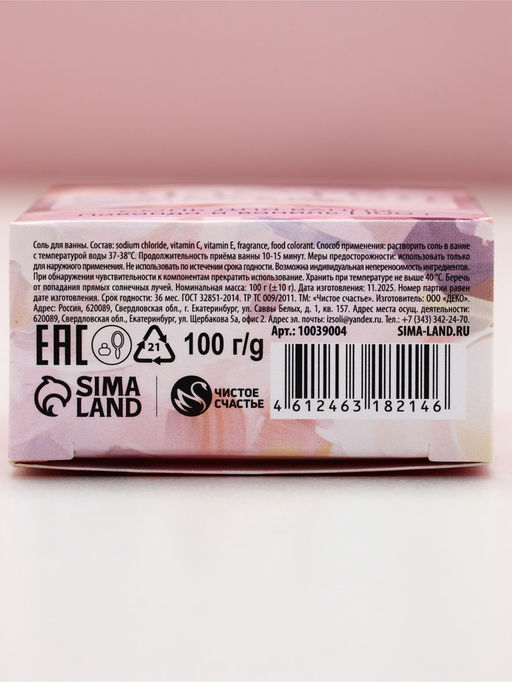 Соль для ванны. Состав: sodium chloride, vitamin C, vitamin E, fragrance, food colorant. Способ применения: растворить соль в ванне
с температурой воды 37-38°С. Продолжительность приёма ванны 10-15 минут. Меры предосторожности: использовать только
для наружного применения. Не использовать по истечении срока годности. Возможна индивидуальная непереносимость ингредиентов.
При обнаружении чувствительности к компонентам прекратить использование. Хранить при температуре не выше 40°С. Беречь
от попадания прямых солнечных лучей. Номинальная масса: 100 г (± 10 г). Дата изготовления: 11.2025. Номер партии равен
дате изготовления. Срок годности: 36 мес. ГОСТ 32851-2014. ТР ТС 009/2011. ТМ: «Чистое счастье». Изготовитель: ООО «ДЕКО».
Адрес: Россия, 620089, Свердловская обл., г. Екатеринбург, ул. Саввы Белых, д. 1, кв. 157. Адрес места осущ. деятельности:
620089, Свердловская обл., г. Екатеринбург, ул. Щербакова 5а, офис 2. Адрес эл. почты: izsoli@yandex.ru. Тел.: +7 (343) 342-24-70.
Арт.: 10039004 SIMA-LAND.RU
ЕАС 21 100 г/g
SIMA
LAND
ЧИСТОЕ
СЧАСТЬЕ
4 612463 182146